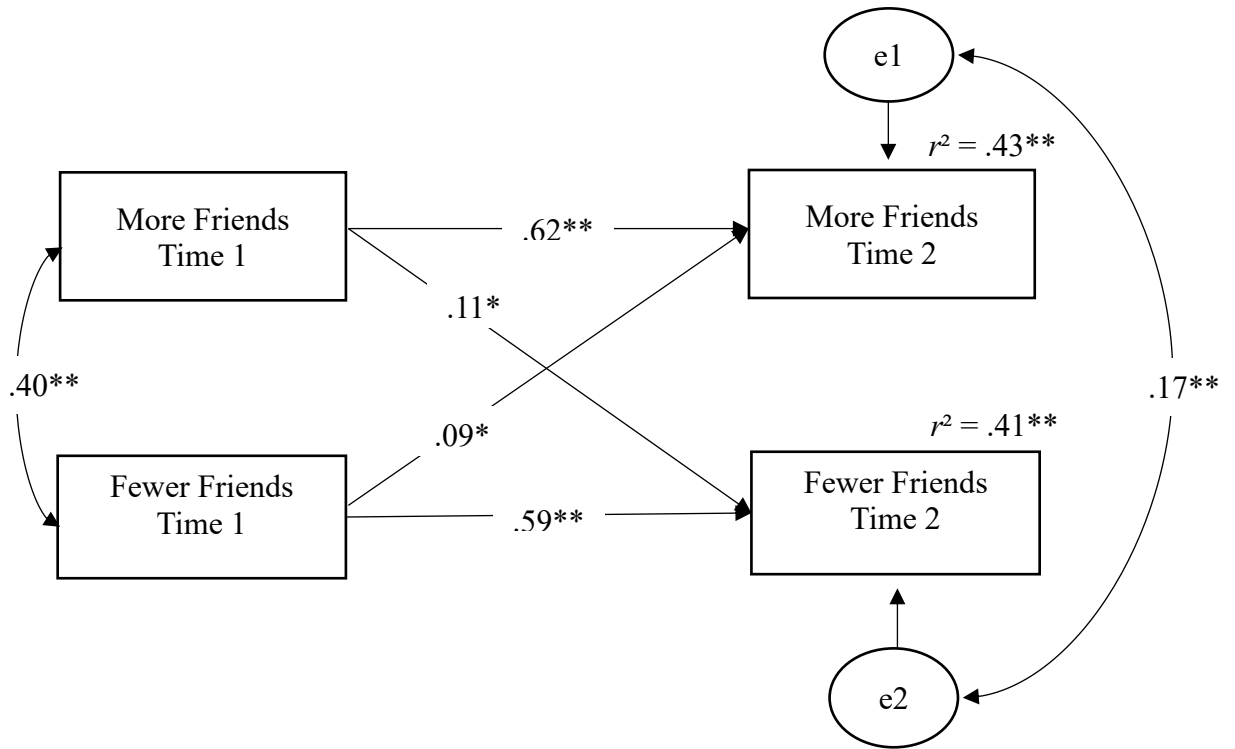 e1
r² = .43**
More Friends
Time 1
.62**
More Friends
Time 2
.11*
.40**
.17**
.09*
r² = .41**
Fewer Friends
Time 1
.59**
Fewer Friends
Time 2
e2